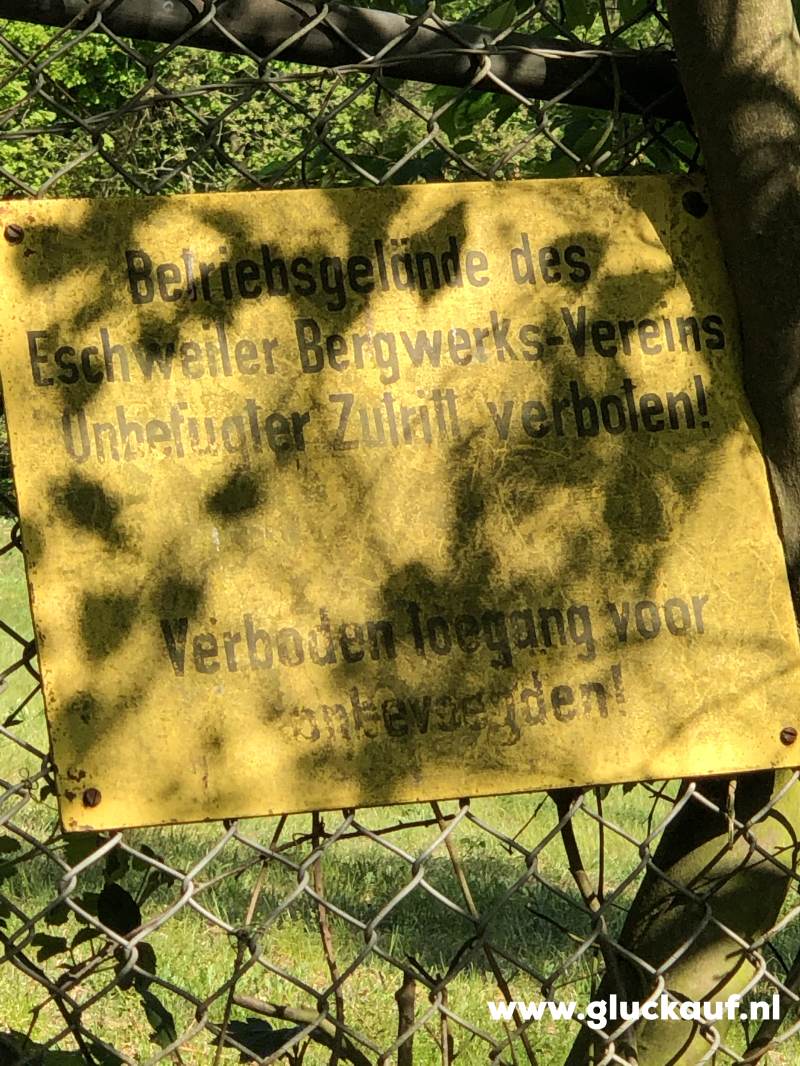 Betriebsgelände des
Eschweiler Bergwerks-Vereins
Unbefugter Zutritt verboten!
Verboden toegang voor
onbevoegden!
www.gluckauf.nl